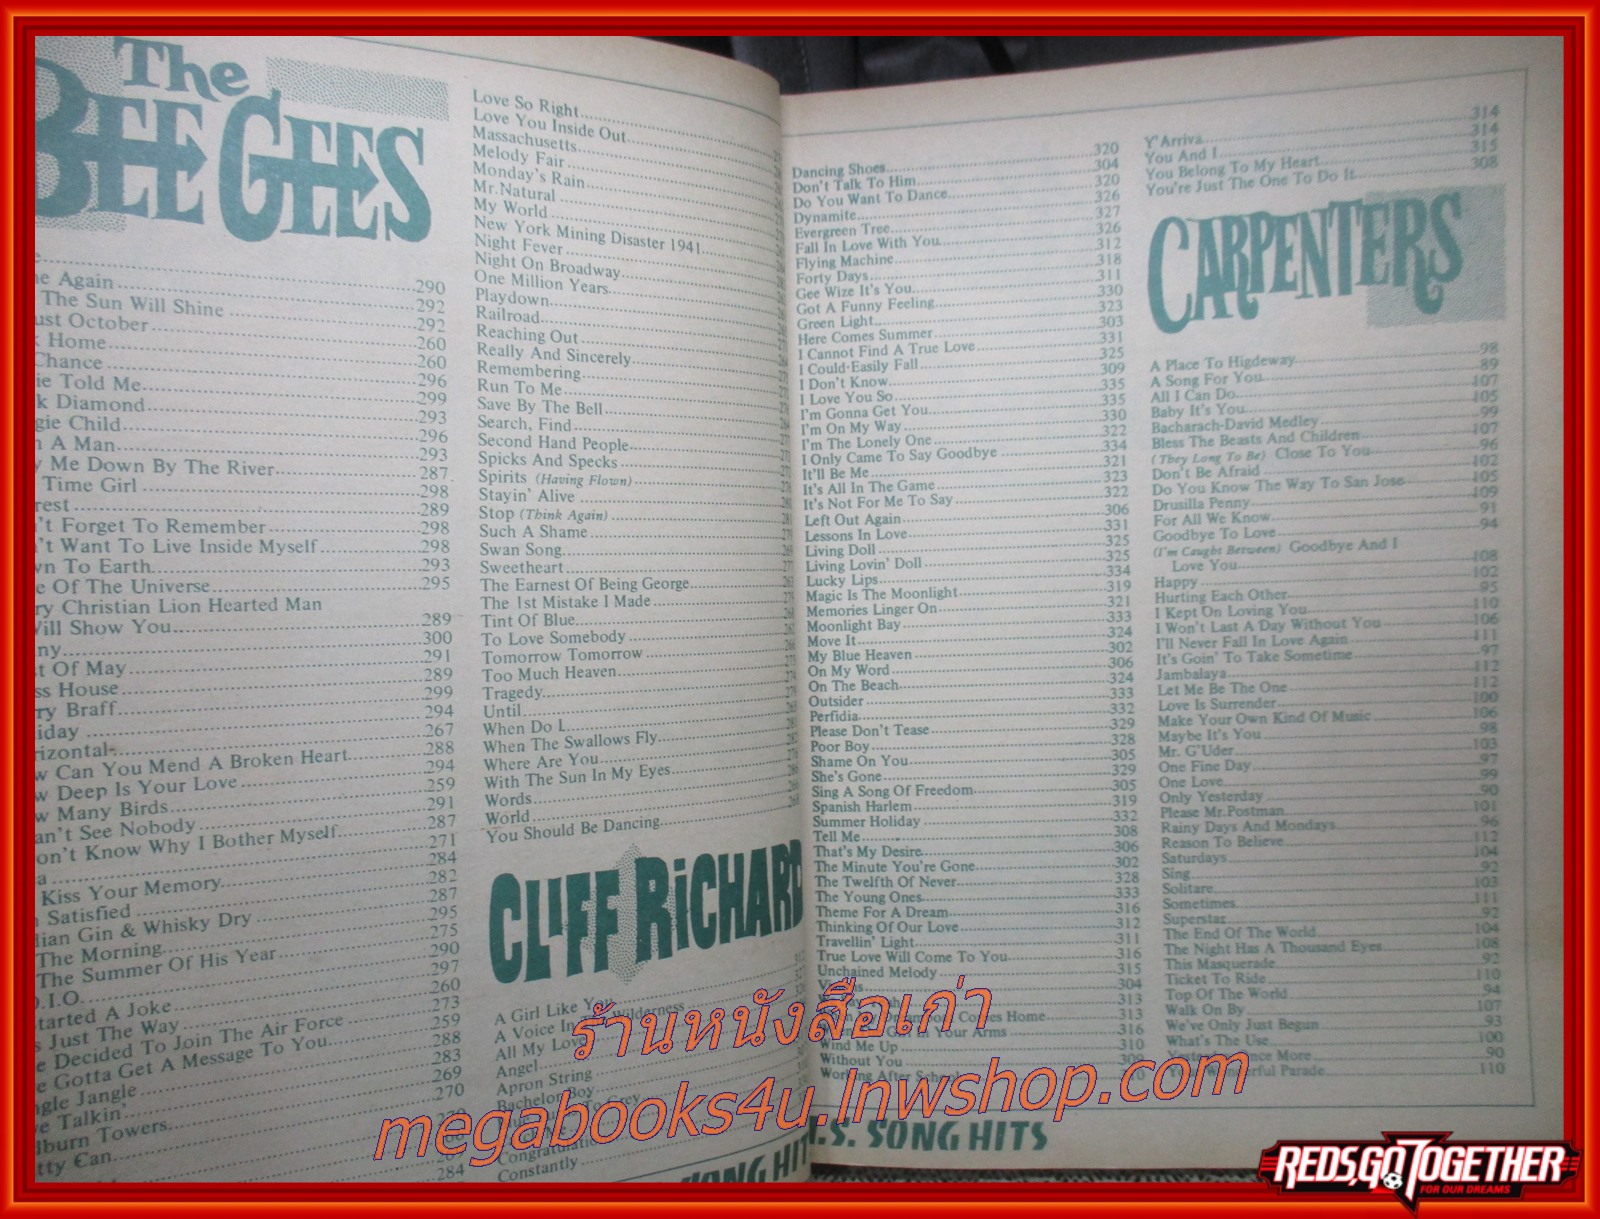 The
BEE GEES
Again 290
The Sun Will Shine 292
October 292
Home 260
Chance 260
Told Me 296
Diamond 299
Child 293
A Man 296
Me Down By The River 293
Time Girl 287
298
Forget To Remember 289
Want To Live Inside Myself 298
To Earth 298
Of The Universe 293
Christian Lion Hearted Man 295
Will Show You
289
Of May 300
House 291
Braff 289
299
294
Can You Mend A Broken Heart 267
Deep Is Your Love 288
Many Birds 294
See Nobody 259
Know Why I Bother Myself 291
287
Kiss Your Memory 271
Satisfied 284
Gin & Whisky Dry 282
The Morning 287
The Summer Of His Year 295
275
A Joke 290
Just The Way 297
Decided To Join The Air Force 260
Gotta Get A Message To You 273
Jangle 259
Talkin' 288
Towers 283
Can 269
270
284
Love So Right
Love You Inside Out
Massachusetts
Melody Fair
Monday's Rain
Mr.Natural
My World
New York Mining Disaster 1941
Night Fever
Night On Broadway
One Million Years
Playdown
Railroad
Reaching Out
Really And Sincerely
Remembering
Run To Me
Save By The Bell
Search, Find
Second Hand People
Spicks And Specks
Spirits (Having Flown)
Stayin' Alive
Stop (Think Again)
Such A Shame
Swan Song
Sweetheart
The Earnest Of Being George
The 1st Mistake I Made
Tint Of Blue
To Love Somebody
Tomorrow Tomorrow
Too Much Heaven
Tragedy
Until
When Do I
When The Swallows Fly
Where Are You
With The Sun In My Eyes
Words
World
You Should Be Dancing
CLIFF RICHARD
A Girl Like You
A Voice In The Wilderness
All My Love
Angel
Apron String
Bachelor Boy
Congratulations
Constantly
SONG HITS
Dancing Shoes 320
Don't Talk To Him 304
Do You Want To Dance 320
Dynamite 326
Evergreen Tree 327
Fall In Love With You 326
Flying Machine 312
Forty Days 318
Gee Wize It's You 311
Got A Funny Feeling 330
Green Light 323
Here Comes Summer 303
I Cannot Find A True Love 331
I Could Easily Fall 325
I Don't Know 309
I Love You So 335
I'm Gonna Get You 335
I'm On My Way 330
I'm The Lonely One 322
I Only Came To Say Goodbye 334
It'll Be Me 321
It's All In The Game 323
It's Not For Me To Say 322
Left Out Again 306
Lessons In Love 331
Living Doll 325
Living Lovin' Doll 325
Lucky Lips 334
Magic Is The Moonlight 319
Memories Linger On 321
Moonlight Bay 333
Move It 324
My Blue Heaven 302
On My Word 306
On The Beach 324
Outsider 333
Perfidia 332
Please Don't Tease 329
Poor Boy 328
Shame On You 305
She's Gone 329
Sing A Song Of Freedom 305
Spanish Harlem 319
Summer Holiday 332
Tell Me 308
That's My Desire 306
The Minute You're Gone 302
The Twelfth Of Never 328
The Young Ones 333
Theme For A Dream 316
Thinking Of Our Love 312
Travellin' Light 311
True Love Will Come To You 316
Unchained Melody 315
304
313
Comes Home 313
In Your Arms 316
Wind Me Up 310
Without You 309
Working After School
Y'Arriva 314
You And I 314
You Belong To My Heart 315
You're Just The One To Do It 308
CARPENTERS
A Place To Higdeway 98
A Song For You 89
All I Can Do 107
Baby It's You 105
Bacharach-David Medley 99
Bless The Beasts And Children 107
(They Long To Be) Close To You 96
Don't Be Afraid 102
Do You Know The Way To San Jose 105
Drusilla Penny 109
For All We Know 91
Goodbye To Love 94
(I'm Caught Between) Goodbye And I
Love You 108
Happy 102
Hurting Each Other 95
I Kept On Loving You 110
I Won't Last A Day Without You 106
I'll Never Fall In Love Again 111
It's Goin' To Take Sometime 97
Jambalaya 112
Let Me Be The One 112
Love Is Surrender 100
Make Your Own Kind Of Music 106
Maybe It's You 98
Mr. G'Uder 103
One Fine Day 97
One Love 99
Only Yesterday 90
Please Mr.Postman 101
Rainy Days And Mondays 96
Reason To Believe 112
Saturdays 104
Sing 92
Solitare 103
Sometimes 111
Superstar 92
The End Of The World 104
The Night Has A Thousand Eyes 108
This Masquerade 92
Ticket To Ride 110
Top Of The World 94
Walk On By 107
We've Only Just Begun 93
What's The Use 100
Yesterday Once More 90
Your Wonderful Parade 110
I.S. SONG HITS
ร้านหนังสือเก่า
megabooks4u.lnwshop.com
REDS,GO TOGETHER
FOR OUR DREAMS